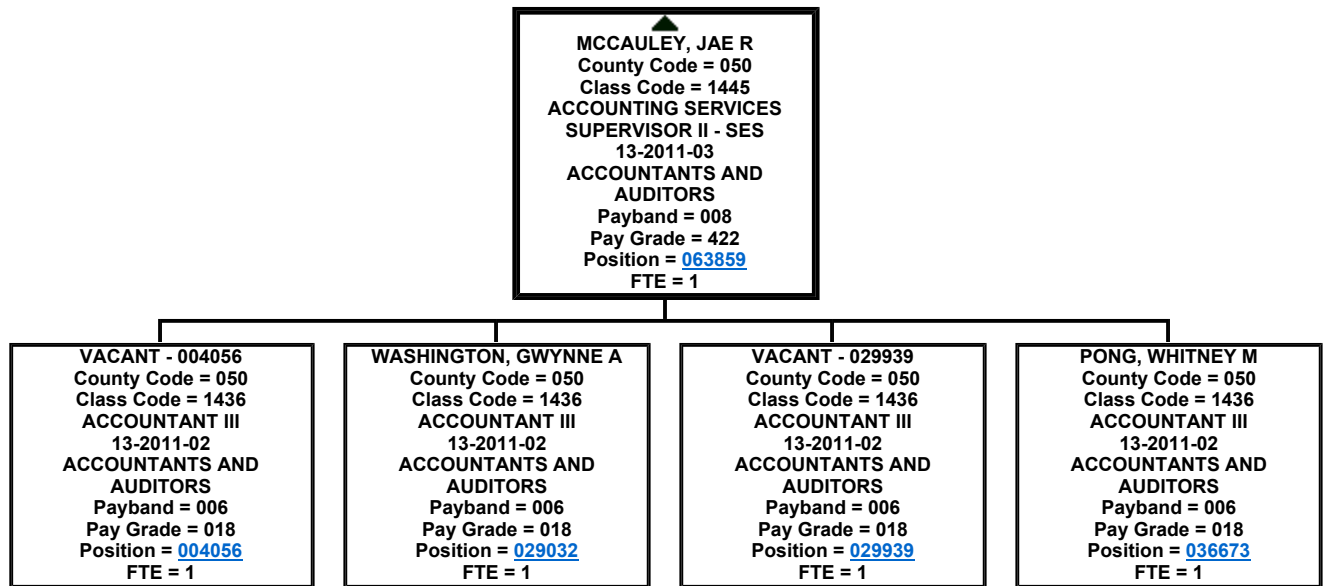 MCCAULEY, JAE R
County Code = 050
Class Code = 1445
ACCOUNTING SERVICES
SUPERVISOR II - SES
13-2011-03
ACCOUNTANTS AND
AUDITORS
Payband = 008
Pay Grade = 422
Position = 063859
FTE = 1
VACANT - 004056
County Code = 050
Class Code = 1436
ACCOUNTANT III
13-2011-02
ACCOUNTANTS AND
AUDITORS
Payband = 006
Pay Grade = 018
Position = 004056
FTE = 1
WASHINGTON, GWYNNE A
County Code = 050
Class Code = 1436
ACCOUNTANT III
13-2011-02
ACCOUNTANTS AND
AUDITORS
Payband = 006
Pay Grade = 018
Position = 029032
FTE = 1
VACANT - 029939
County Code = 050
Class Code = 1436
ACCOUNTANT III
13-2011-02
ACCOUNTANTS AND
AUDITORS
Payband = 006
Pay Grade = 018
Position = 029939
FTE = 1
PONG, WHITNEY M
County Code = 050
Class Code = 1436
ACCOUNTANT III
13-2011-02
ACCOUNTANTS AND
AUDITORS
Payband = 006
Pay Grade = 018
Position = 036673
FTE = 1